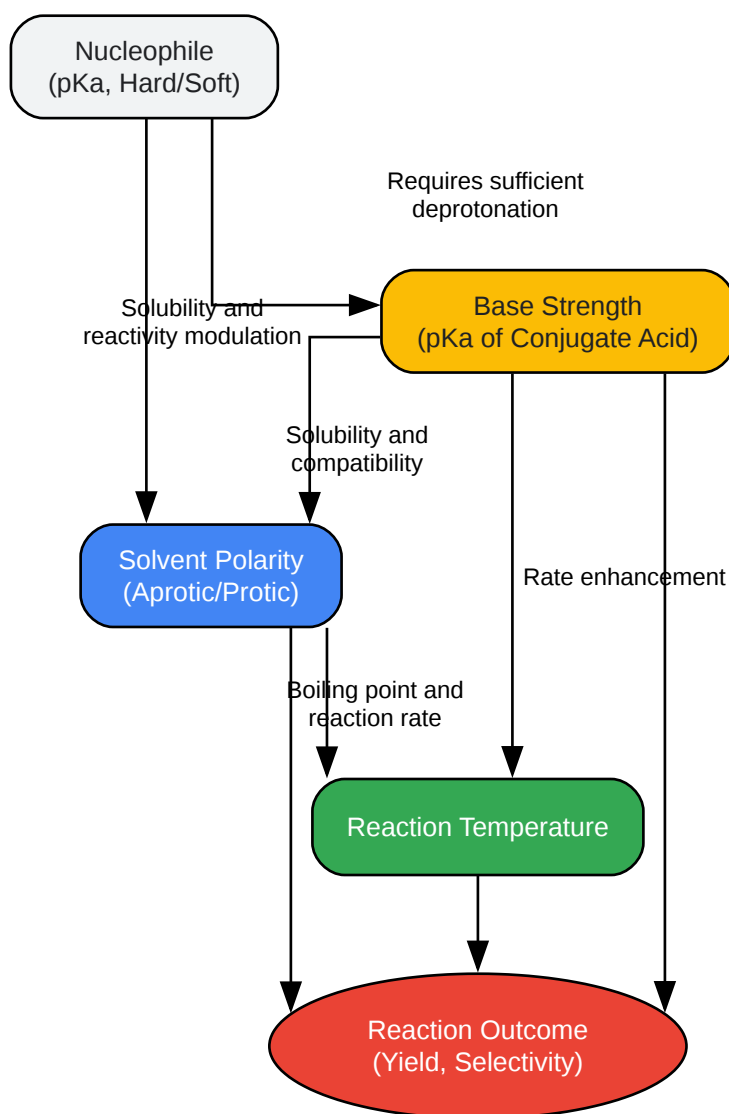 Nucleophile
(pKa, Hard/Soft)
Requires sufficient
deprotonation
Solubility and
reactivity modulation
Base Strength
(pKa of Conjugate Acid)
Solubility and
compatibility
Solvent Polarity
(Aprotic/Protic)
Rate enhancement
Boiling point and
reaction rate
Reaction Temperature
Reaction Outcome
(Yield, Selectivity)